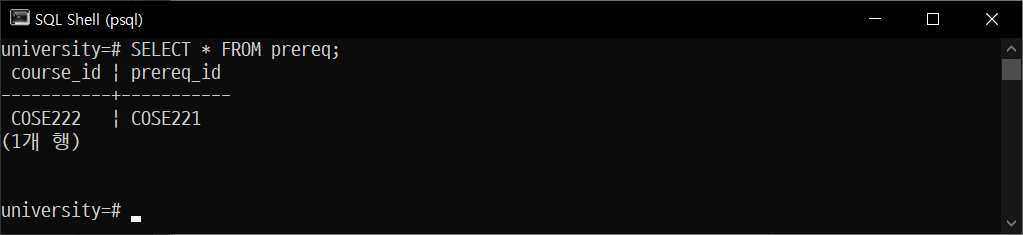 SQL Shell (psql)
university=# SELECT * FROM prereq;
 course_id ¦ prereq_id
-----------+-----------
 COSE222   ¦ COSE221
(1개 행)
university=#